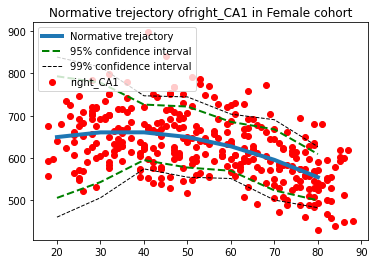 Normative trejectory ofright_CA1 in Female cohort
Normative trejactory
95% confidence interval
99% confidence interval
right_CA1
900
800
700
600
500
20
30
40
50
60
70
80
90